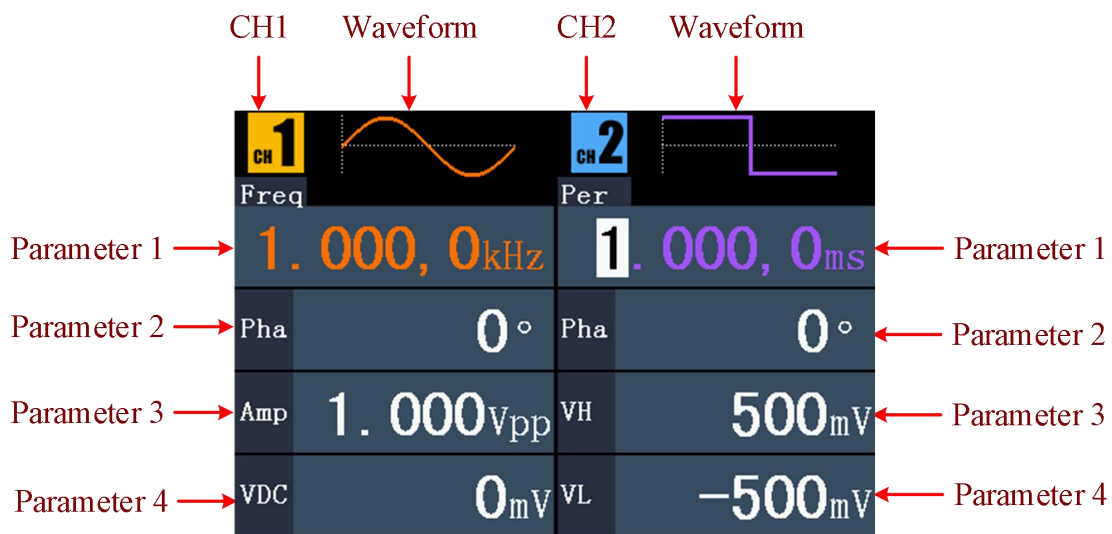 CH1 Waveform CH2 Waveform
CH 1 CH 2
Freq Per
Parameter 1 1.000,0kHz 1.000,0ms Parameter 1
Parameter 2 Pha 0° Pha 0° Parameter 2
Parameter 3 Amp 1.000Vpp VH 500mV Parameter 3
Parameter 4 VDC 0mV VL -500mV Parameter 4